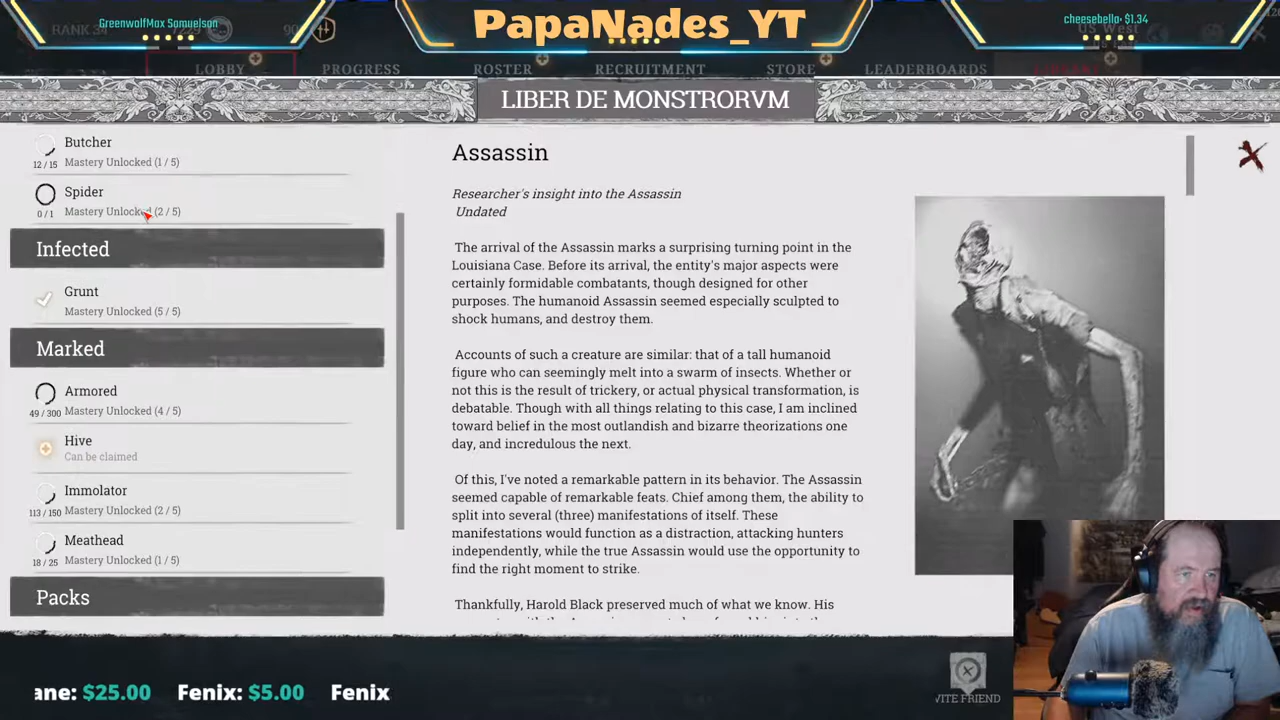 GreenwolfMax Samuelson
PapaNades_YT
cheesebella: $1.34
RANK 34
US West
LOBBY
PROGRESS
ROSTER
RECRUITMENT
STORE
LEADERBOARDS
LIBER DE MONSTRORVM
Butcher
12 / 15
Mastery Unlocked (1 / 5)
Spider
0 / 1
Mastery Unlocked (2 / 5)
Infected
Grunt
Mastery Unlocked (5 / 5)
Marked
Armored
49 / 300
Mastery Unlocked (4 / 5)
Hive
Can be claimed
Immolator
113 / 150
Mastery Unlocked (2 / 5)
Meathead
18 / 25
Mastery Unlocked (1 / 5)
Packs
Assassin
Researcher's insight into the Assassin
Undated
The arrival of the Assassin marks a surprising turning point in the
Louisiana Case. Before its arrival, the entity's major aspects were
certainly formidable combatants, though designed for other
purposes. The humanoid Assassin seemed especially sculpted to
shock humans, and destroy them.
Accounts of such a creature are similar: that of a tall humanoid
figure who can seemingly melt into a swarm of insects. Whether or
not this is the result of trickery, or actual physical transformation, is
debatable. Though with all things relating to this case, I am inclined
toward belief in the most outlandish and bizarre theorizations one
day, and incredulous the next.
Of this, I've noted a remarkable pattern in its behavior. The Assassin
seemed capable of remarkable feats. Chief among them, the ability to
split into several (three) manifestations of itself. These
manifestations would function as a distraction, attacking hunters
independently, while the true Assassin would use the opportunity to
find the right moment to strike.
Thankfully, Harold Black preserved much of what we know. His
ane: $25.00 Fenix: $5.00 Fenix
VITE FRIEND